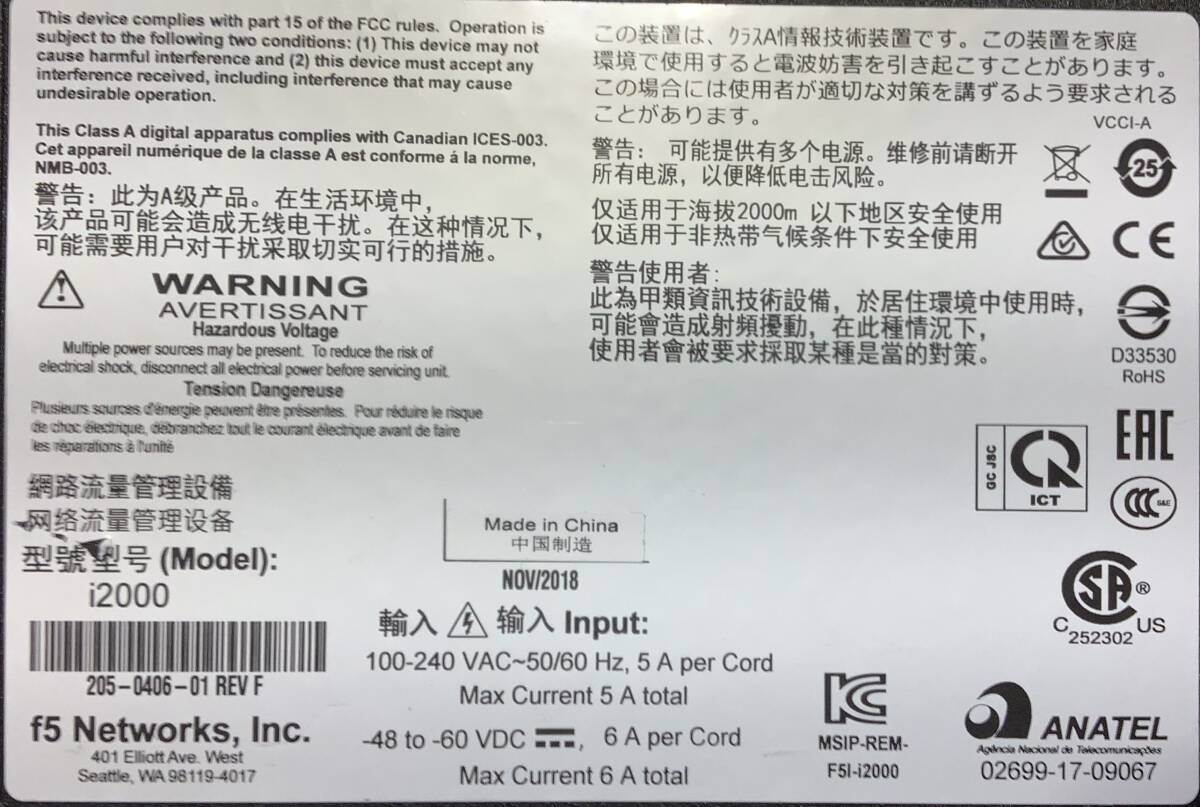 This device complies with part 15 of the FCC rules. Operation is
subject to the following two conditions: (1) This device may not
cause harmful interference and (2) this device must accept any
interference received, including interference that may cause
undesirable operation.
This Class A digital apparatus complies with Canadian ICES-003.
Cet appareil numérique de la classe A est conforme á la norme,
NMB-003.
警告：此为A级产品。在生活环境中，
该产品可能会造成无线电干扰。在这种情况下，
可能需要用户对干扰采取切实可行的措施。
WARNING
AVERTISSANT
Hazardous Voltage
Multiple power sources may be present. To reduce the risk of
electrical shock, disconnect all electrical power before servicing unit.
Tension Dangereuse
Plusieurs sources d'énergie peuvent être présentes. Pour réduire le risque
de choc électrique, débranchez tout le courant électrique avant de faire
les réparations à l'unité
網路流量管理設備
网络流量管理设备
型號型号 (Model):
i2000
205-0406-01 REV F
f5 Networks, Inc.
401 Elliott Ave. West
Seattle, WA 98119-4017
Made in China
中国制造
NOV/2018
輸入 输入 Input:
100-240 VAC~50/60 Hz, 5 A per Cord
Max Current 5 A total
-48 to -60 VDC , 6 A per Cord
Max Current 6 A total
この装置は、クラスA情報技術装置です。この装置を家庭
環境で使用すると電波妨害を引き起こすことがあります。
この場合には使用者が適切な対策を講ずるよう要求される
ことがあります。
VCCI-A
警告： 可能提供有多个电源。维修前请断开
所有电源，以便降低电击风险。
仅适用于海拔2000m 以下地区安全使用
仅适用于非热带气候条件下安全使用
警告使用者：
此為甲類資訊技術設備，於居住環境中使用時，
可能會造成射頻擾動，在此種情況下，
使用者會被要求採取某種是當的對策。
25
CE
D33530
RoHS
GC JSC
ICT
EAC
CCC S&E
SA ®
C 252302 US
KC
MSIP-REM-
F5I-i2000
ANATEL
Agência Nacional de Telecomunicações
02699-17-09067